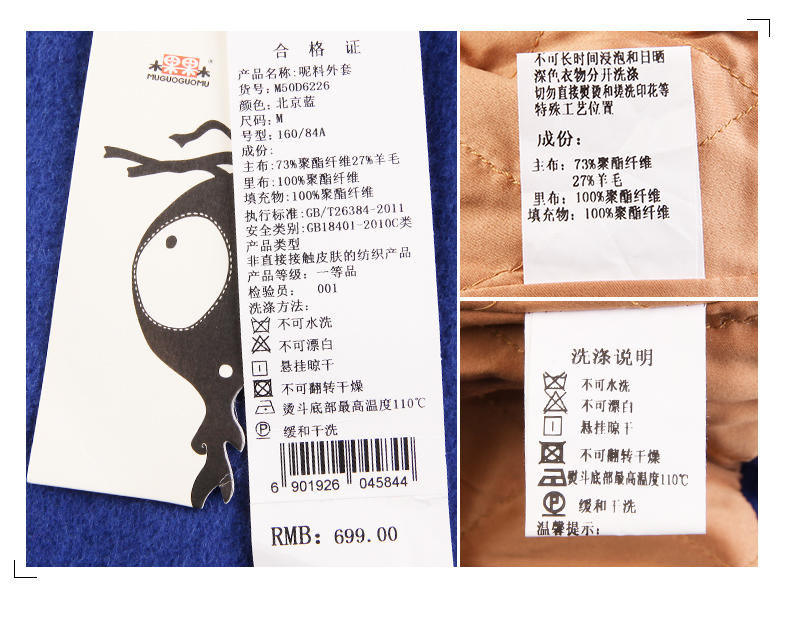 木果果木
MUGUOGUOMU
合格证
产品名称:呢料外套
货号:M50D6226
颜色:北京蓝
尺码:M
号型:160/84A
成份:
主布:73%聚酯纤维27%羊毛
里布:100%聚酯纤维
填充物:100%聚酯纤维
执行标准:GB/T26384-2011
安全类别:GB18401-2010C类
产品类型
非直接接触皮肤的纺织产品
产品等级: 一等品
检验员: 001
洗涤方法:
不可水洗
不可漂白
悬挂晾干
不可翻转干燥
熨斗底部最高温度110℃
P 缓和干洗
6 901926 045844
RMB: 699.00
不可长时间浸泡和日晒
深色衣物分开洗涤
切勿直接熨烫和搓洗印花等
特殊工艺位置
成份:
主布: 73%聚酯纤维
27%羊毛
里布: 100%聚酯纤维
填充物: 100%聚酯纤维
洗涤说明
不可水洗
不可漂白
悬挂晾干
不可翻转干燥
熨斗底部最高温度110℃
P 缓和干洗
温馨提示: